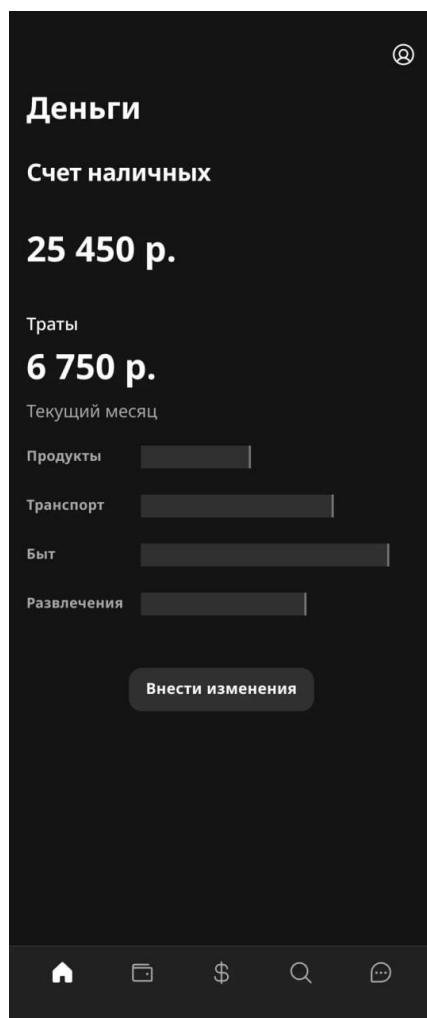 Деньги
Счет наличных
25 450 р.
Траты
6 750 р.
Текущий месяц
Продукты
Транспорт
Быт
Развлечения
Внести изменения